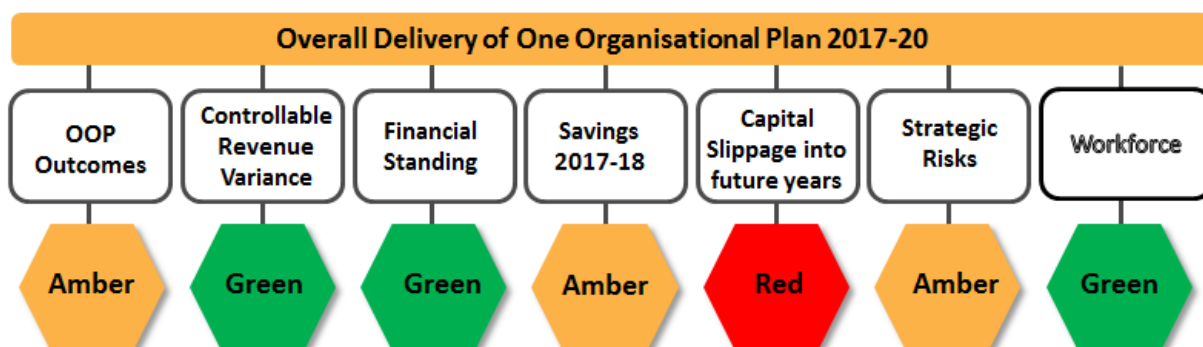 Overall Delivery of One Organisational Plan 2017-20
OOP
Outcomes
Controllable
Revenue
Variance
Financial
Standing
Savings
2017-18
Capital
Slippage into
future years
Strategic
Risks
Workforce
Amber
Green
Green
Amber
Red
Amber
Green